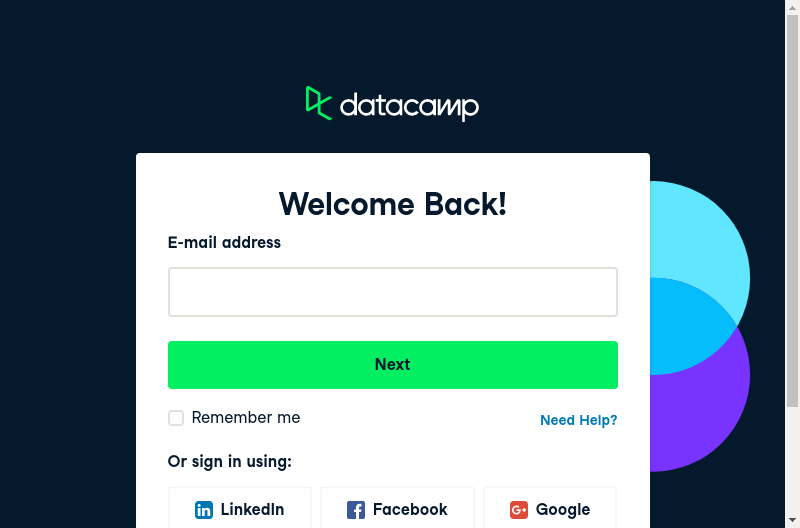 datacamp
Welcome Back!
E-mail address
Next
Remember me
Need Help?
Or sign in using:
LinkedIn
Facebook
Google